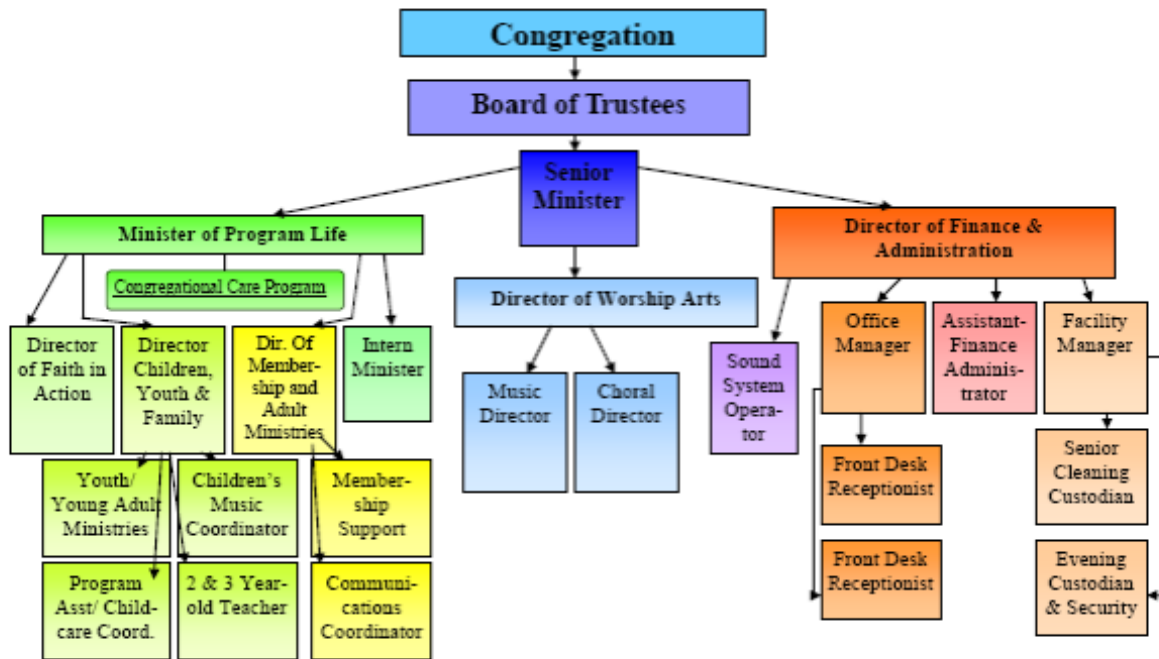 Congregation
Board of Trustees
Senior
Minister
Minister of Program Life
Director of Finance &
Administration
Congregational Care Program
Director of Worship Arts
Director
of Faith in
Action
Director
Children,
Youth &
Family
Dir. Of
Member-
ship and
Adult
Ministries
Intern
Minister
Music
Director
Choral
Director
Sound
System
Opera-
tor
Office
Manager
Assistant-
Finance
Adminis-
trator
Facility
Manager
Youth/
Young Adult
Ministries
Children's
Music
Coordinator
Member-
ship
Support
Front Desk
Receptionist
Senior
Cleaning
Custodian
Program
Asst/ Child-
care Coord.
2 & 3 Year-
old Teacher
Communi-
cations
Coordinator
Front Desk
Receptionist
Evening
Custodian
& Security